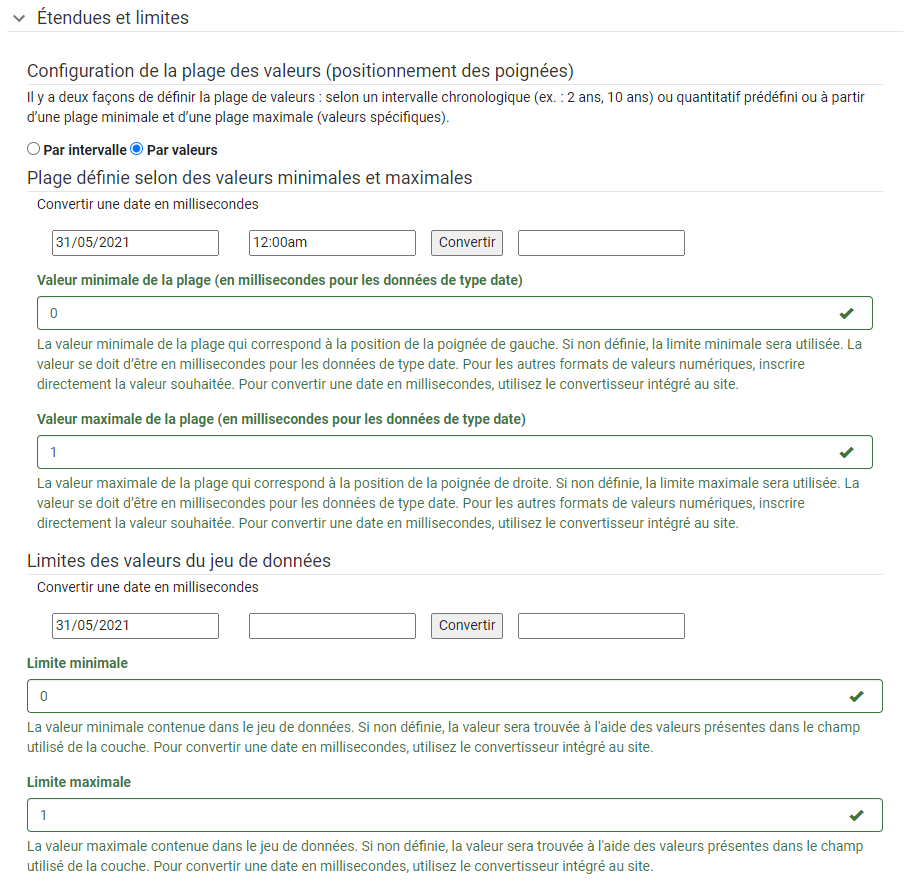 Étendues et limites
Configuration de la plage des valeurs (positionnement des poignées)
Il y a deux façons de définir la plage de valeurs : selon un intervalle chronologique (ex. : 2 ans, 10 ans) ou quantitatif prédéfini ou à partir
d’une plage minimale et d’une plage maximale (valeurs spécifiques).
Par intervalle Par valeurs
Plage définie selon des valeurs minimales et maximales
Convertir une date en millisecondes
31/05/2021 12:00am Convertir
Valeur minimale de la plage (en millisecondes pour les données de type date)
0
La valeur minimale de la plage qui correspond à la position de la poignée de gauche. Si non définie, la limite minimale sera utilisée. La
valeur se doit d’être en millisecondes pour les données de type date. Pour les autres formats de valeurs numériques, inscrire
directement la valeur souhaitée. Pour convertir une date en millisecondes, utilisez le convertisseur intégré au site.
Valeur maximale de la plage (en millisecondes pour les données de type date)
1
La valeur maximale de la plage qui correspond à la position de la poignée de droite. Si non définie, la limite maximale sera utilisée. La
valeur se doit d’être en millisecondes pour les données de type date. Pour les autres formats de valeurs numériques, inscrire
directement la valeur souhaitée. Pour convertir une date en millisecondes, utilisez le convertisseur intégré au site.
Limites des valeurs du jeu de données
Convertir une date en millisecondes
31/05/2021 Convertir
Limite minimale
0
La valeur minimale contenue dans le jeu de données. Si non définie, la valeur sera trouvée à l'aide des valeurs présentes dans le champ
utilisé de la couche. Pour convertir une date en millisecondes, utilisez le convertisseur intégré au site.
Limite maximale
1
La valeur maximale contenue dans le jeu de données. Si non définie, la valeur sera trouvée à l'aide des valeurs présentes dans le champ
utilisé de la couche. Pour convertir une date en millisecondes, utilisez le convertisseur intégré au site.